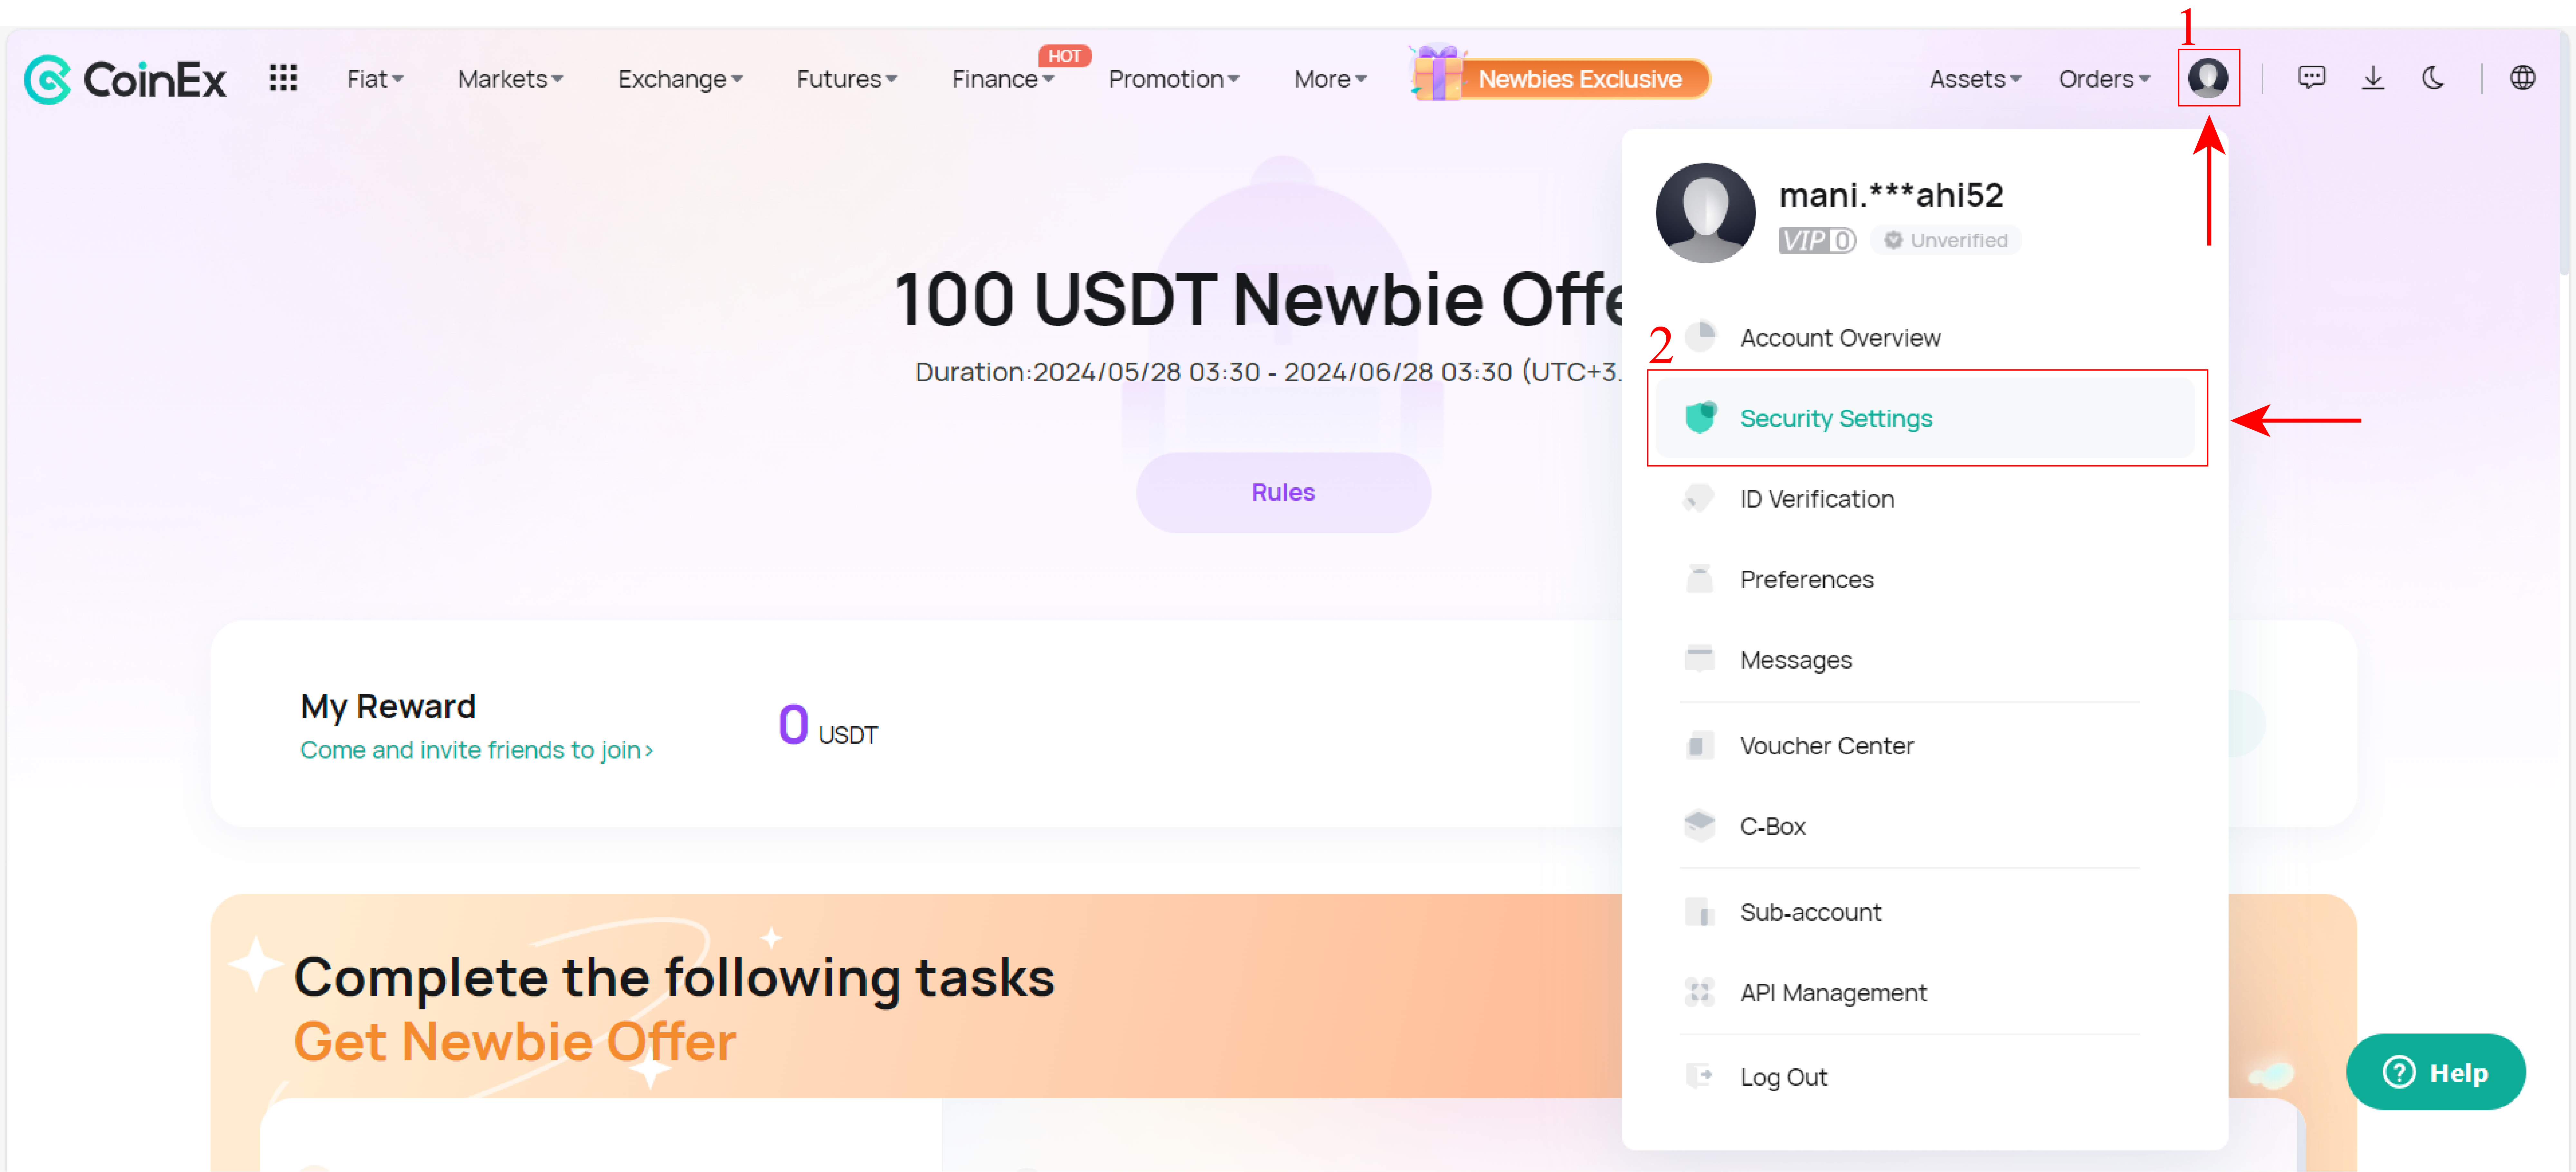 1
CoinEx Fiat Markets Exchange Futures Finance HOT Promotion More Newbies Exclusive Assets Orders
mani.***ahi52
VIP 0 Unverified
100 USDT Newbie Offe
Duration:2024/05/28 03:30 - 2024/06/28 03:30 (UTC+3.
Rules
2
Account Overview
Security Settings
ID Verification
Preferences
Messages
Voucher Center
C-Box
Sub-account
API Management
Log Out
My Reward
Come and invite friends to join>
0 USDT
Complete the following tasks
Get Newbie Offer
? Help